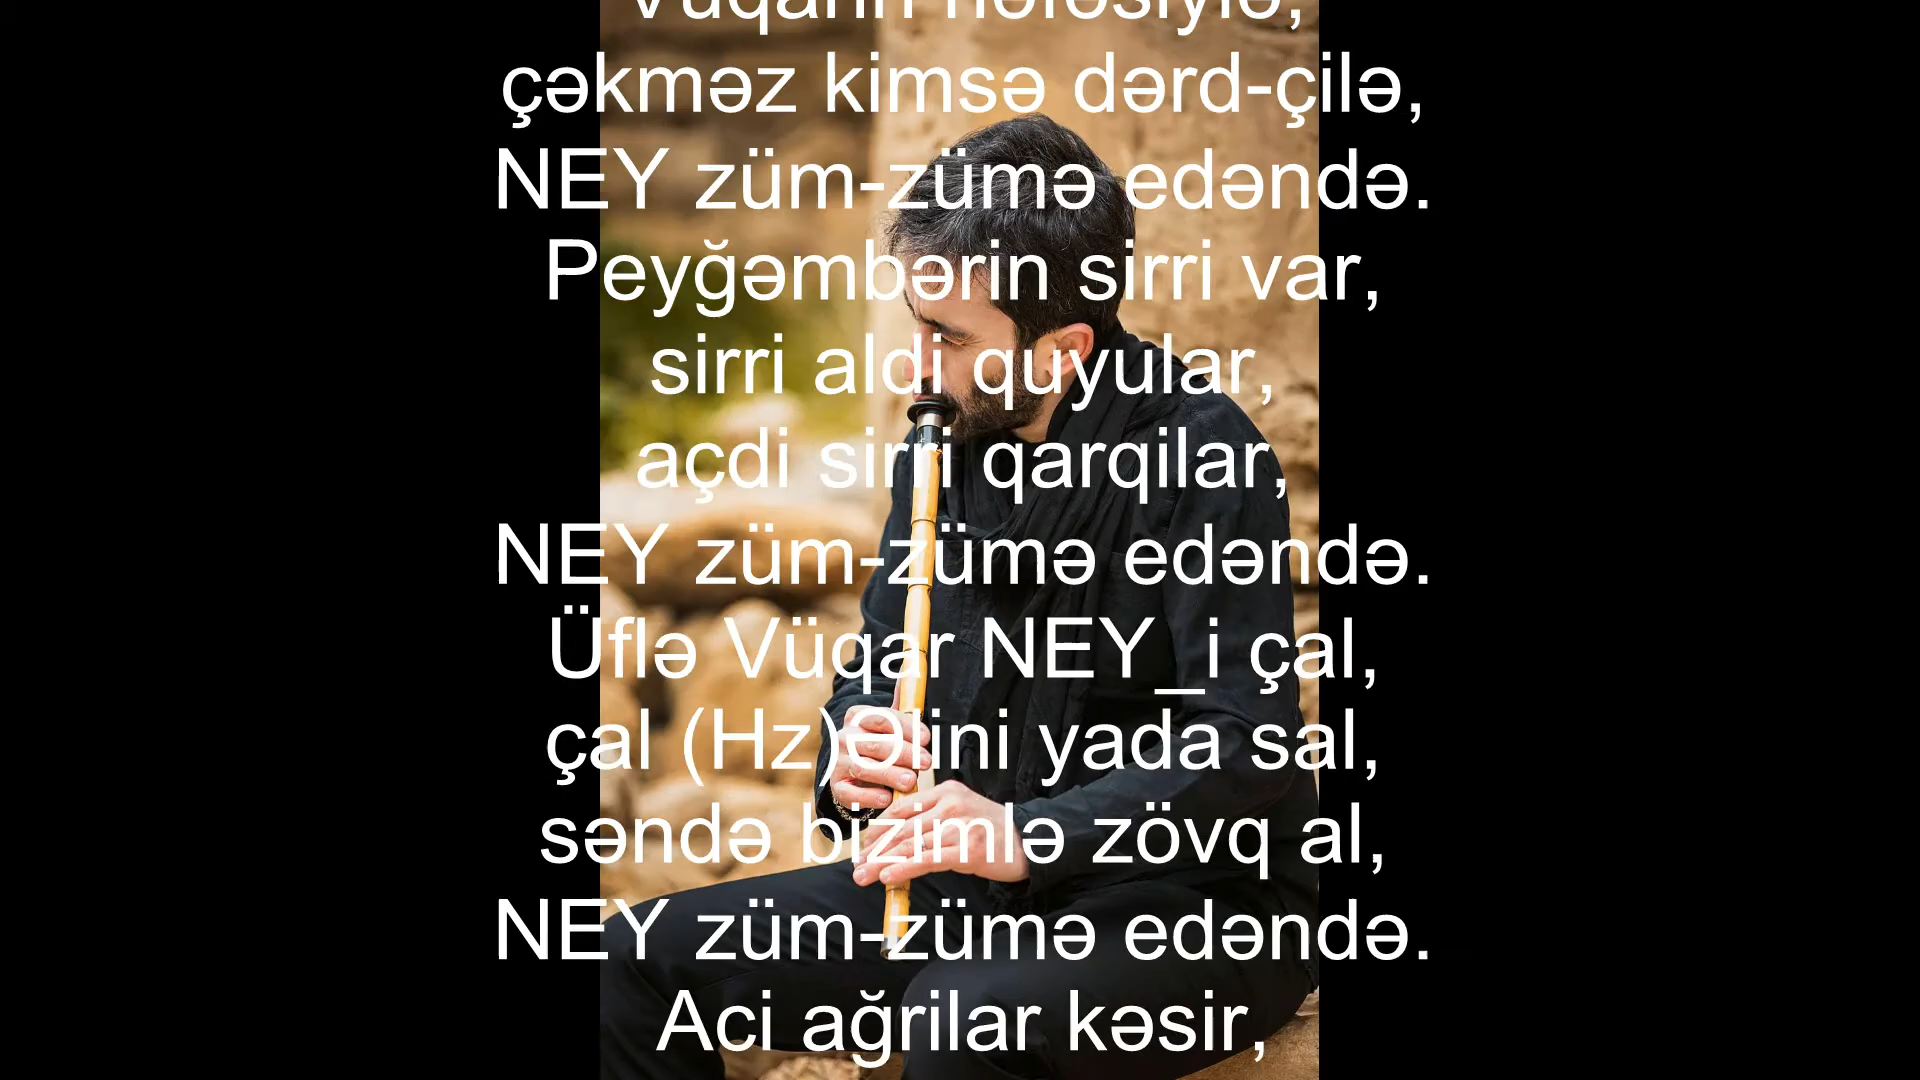 Vüqarın nəfəsiylə,
çəkməz kimsə dərd-çilə,
NEY züm-zümə edəndə.
Peyğəmbərin sirri var,
sirri aldi quyular,
açdi sirri qarqilar,
NEY züm-zümə edəndə.
Üflə Vüqar NEY_i çal,
çal (Hz)Əlini yada sal,
səndə bizimlə zövq al,
NEY züm-zümə edəndə.
Aci ağrilar kəsir,